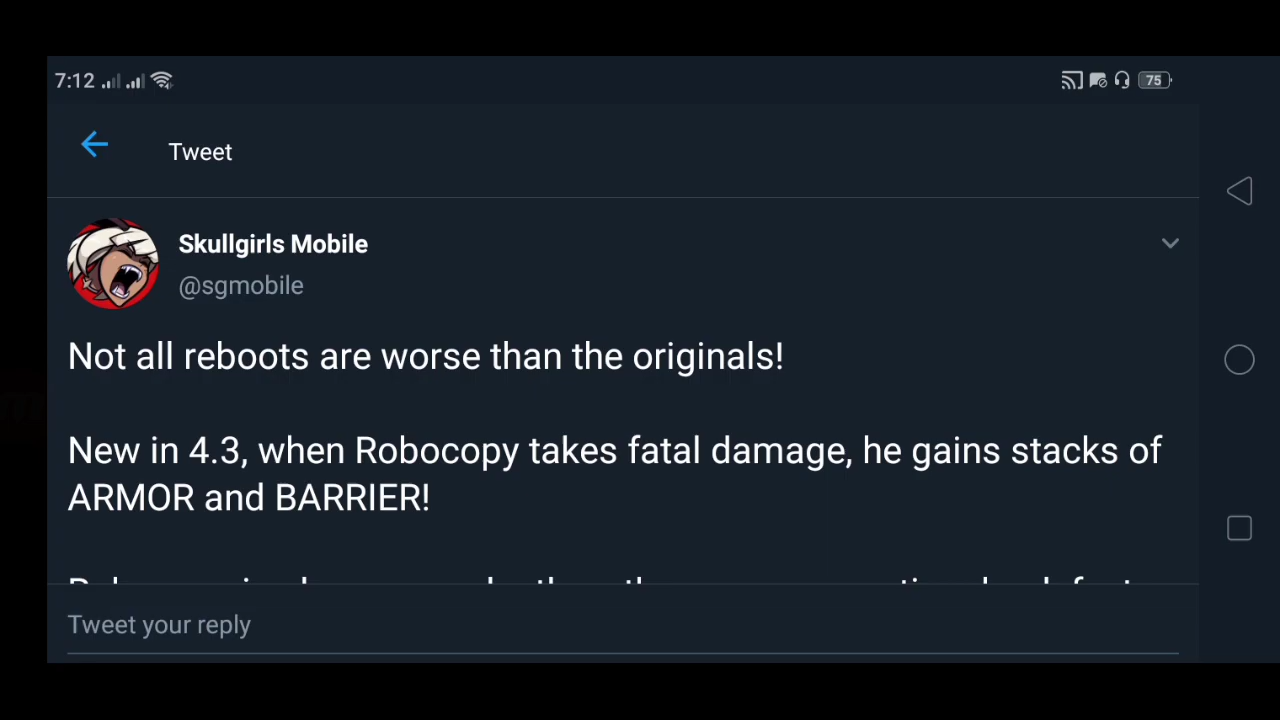 7:12
75
Tweet
Skullgirls Mobile
@sgmobile
Not all reboots are worse than the originals!
New in 4.3, when Robocopy takes fatal damage, he gains stacks of
ARMOR and BARRIER!
Tweet your reply